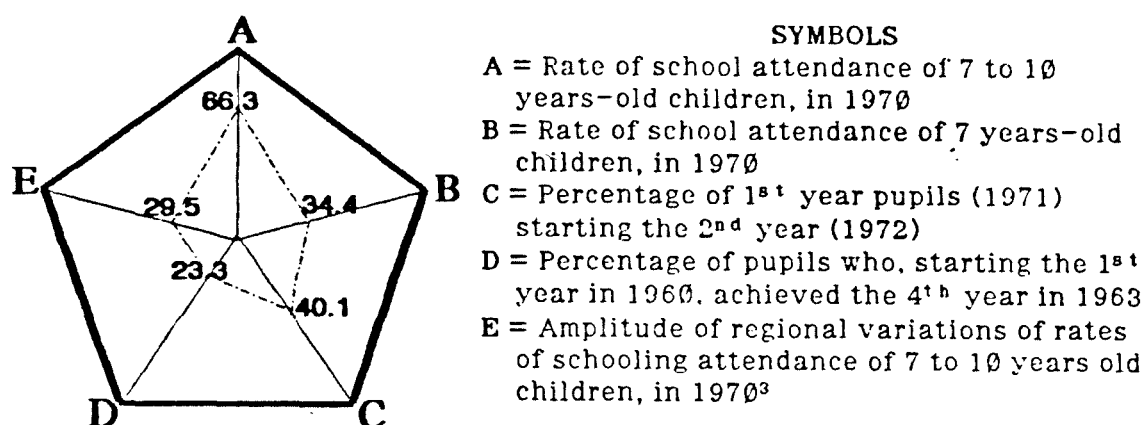 A
66.3
E
29.5
34.4
B
23.3
40.1
D
C
SYMBOLS
A = Rate of school attendance of 7 to 10
years-old children, in 1970
B = Rate of school attendance of 7 years-old
children, in 1970
C = Percentage of 1st year pupils (1971)
starting the 2nd year (1972)
D = Percentage of pupils who, starting the 1st
year in 1960, achieved the 4th year in 1963
E = Amplitude of regional variations of rates
of schooling attendance of 7 to 10 years old
children, in 1970³